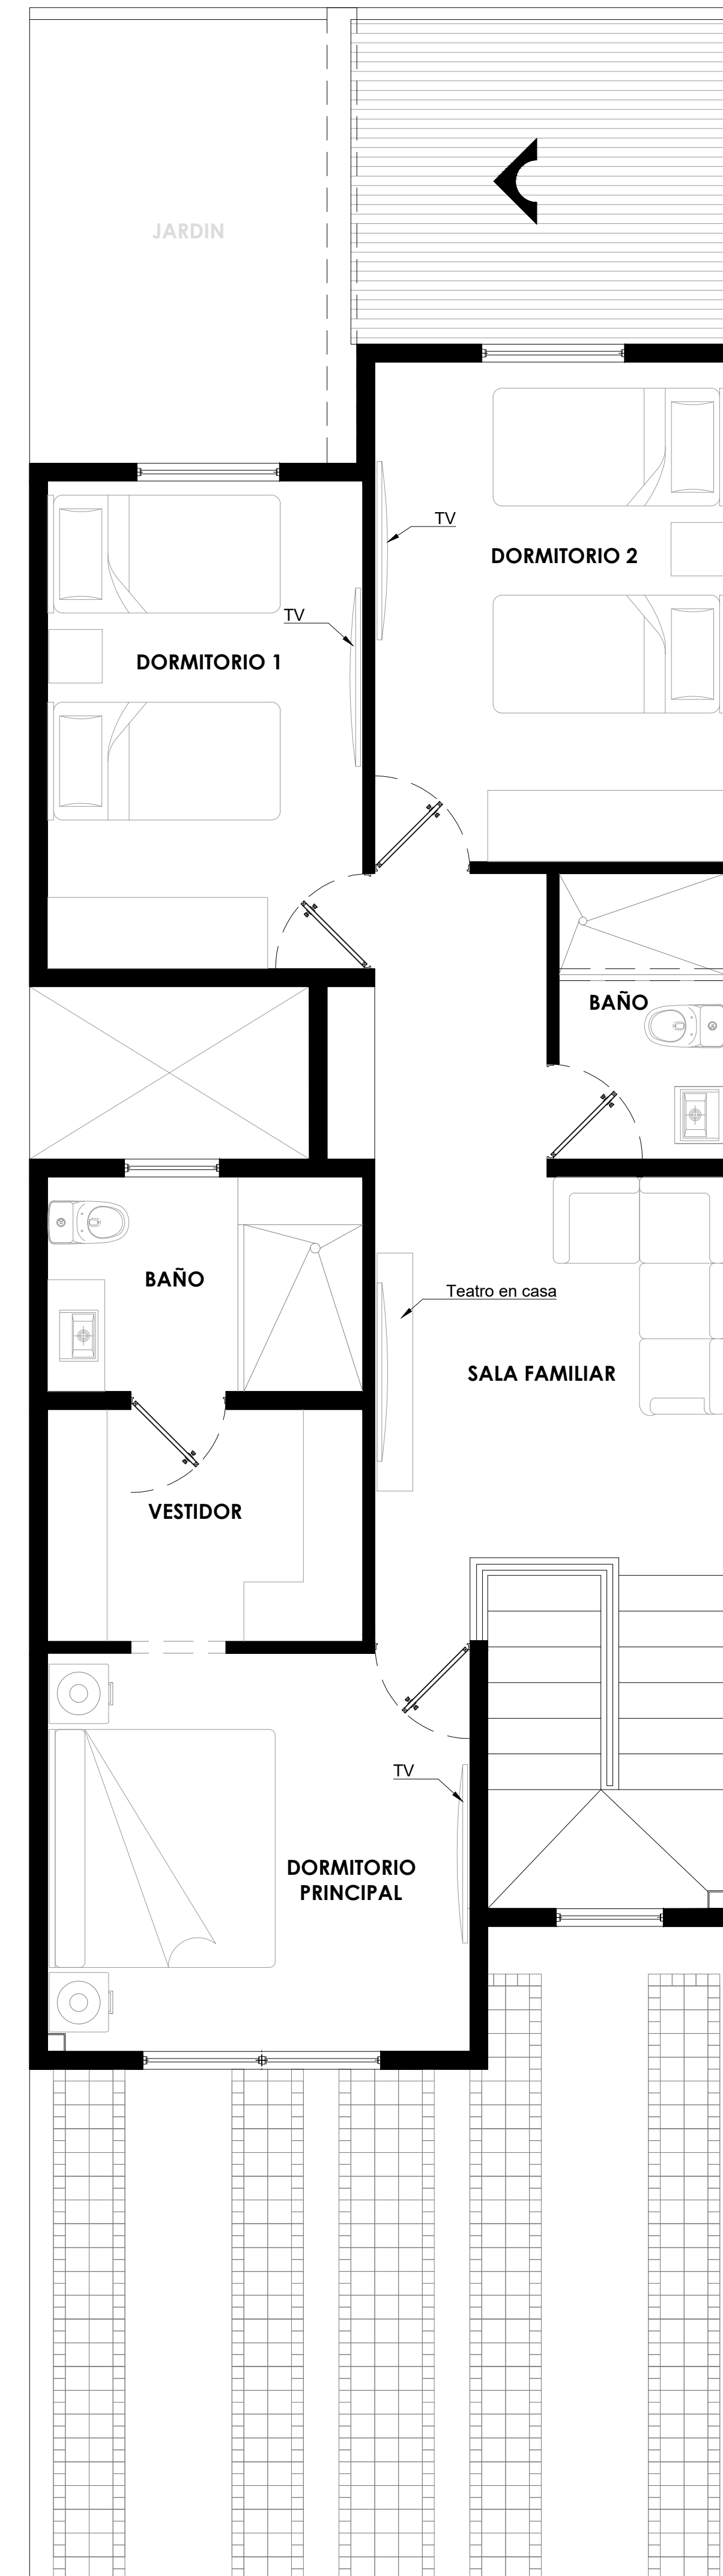 JARDIN
TV
DORMITORIO 2
TV
DORMITORIO 1
BAÑO
BAÑO
Teatro en casa
SALA FAMILIAR
VESTIDOR
TV
DORMITORIO
PRINCIPAL